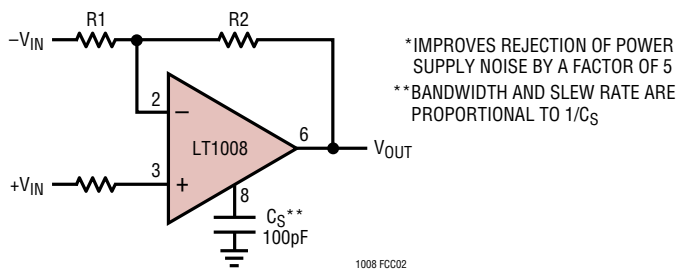 R1
R2
–VIN
*IMPROVES REJECTION OF POWER
SUPPLY NOISE BY A FACTOR OF 5
**BANDWIDTH AND SLEW RATE ARE
PROPORTIONAL TO 1/CS
2
–
LT1008
6
VOUT
3
+
+VIN
8
CS**
100pF
1008 FCC02